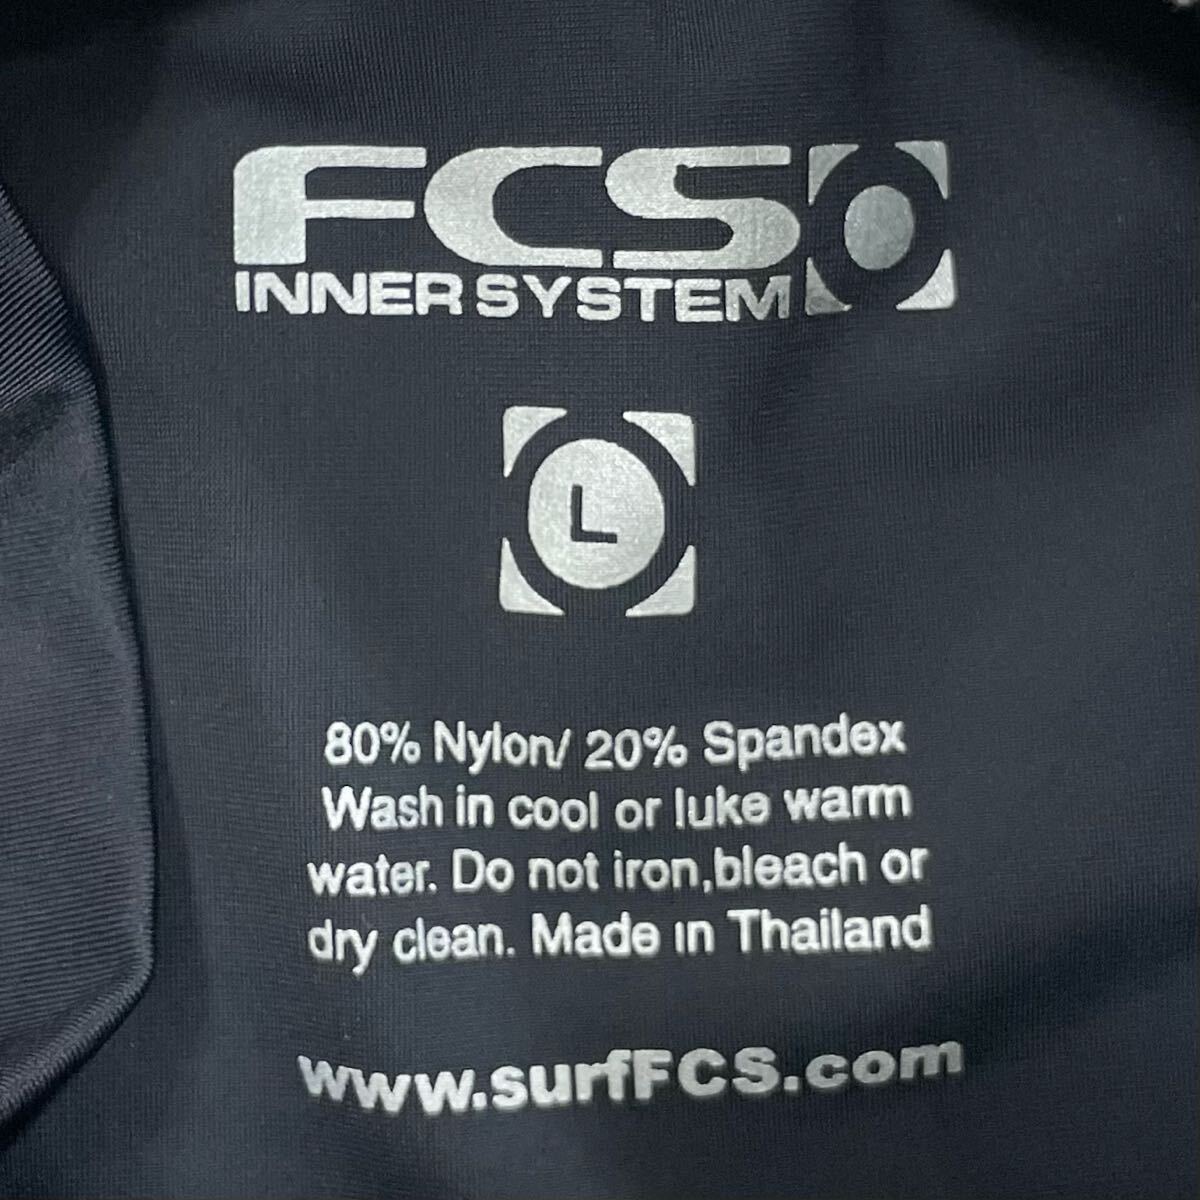 FCS
INNER SYSTEM
L
80% Nylon/ 20% Spandex
Wash in cool or luke warm
water. Do not iron,bleach or
dry clean. Made in Thailand
www.surfFCS.com